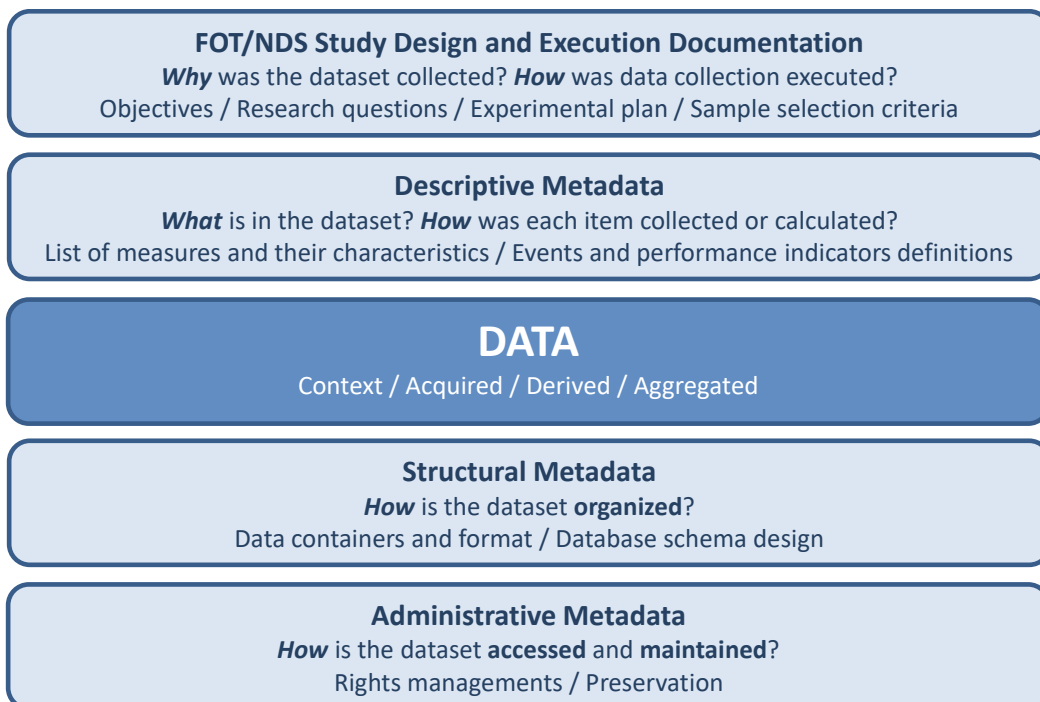 FOT/NDS Study Design and Execution Documentation
Why was the dataset collected? How was data collection executed?
Objectives / Research questions / Experimental plan / Sample selection criteria
Descriptive Metadata
What is in the dataset? How was each item collected or calculated?
List of measures and their characteristics / Events and performance indicators definitions
DATA
Context / Acquired / Derived / Aggregated
Structural Metadata
How is the dataset organized?
Data containers and format / Database schema design
Administrative Metadata
How is the dataset accessed and maintained?
Rights managements / Preservation